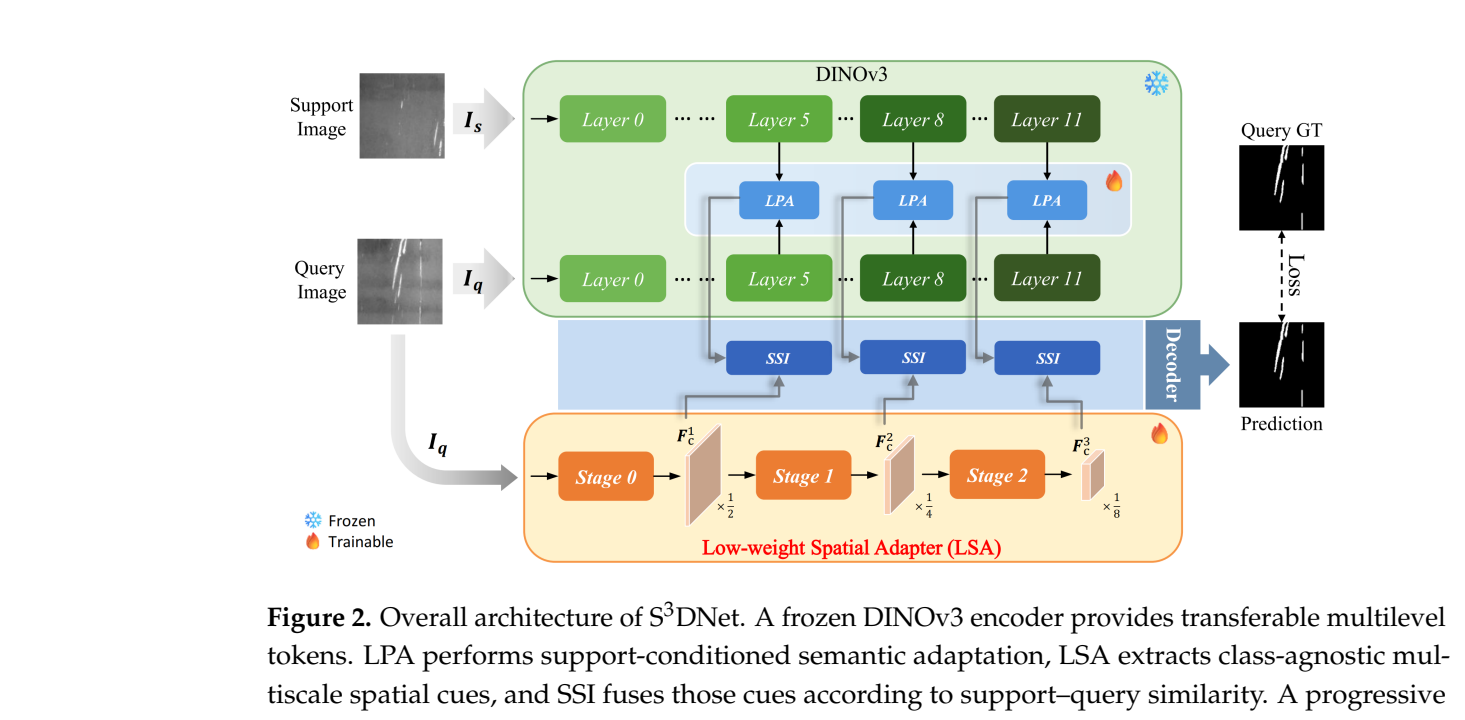 DINOv3
Support
Image
I_s
Layer 0
... ...
Layer 5
...
Layer 8
...
Layer 11
Query GT
LPA
LPA
LPA
Query
Image
I_q
Layer 0
... ...
Layer 5
...
Layer 8
...
Layer 11
Loss
SSI
SSI
SSI
Decoder
Prediction
I_q
F_c^1
F_c^2
F_c^3
Stage 0
Stage 1
Stage 2
×1/2
×1/4
×1/8
Frozen
Trainable
Low-weight Spatial Adapter (LSA)
Figure 2. Overall architecture of S³DNet. A frozen DINOv3 encoder provides transferable multilevel
tokens. LPA performs support-conditioned semantic adaptation, LSA extracts class-agnostic mul-
tiscale spatial cues, and SSI fuses those cues according to support–query similarity. A progressive